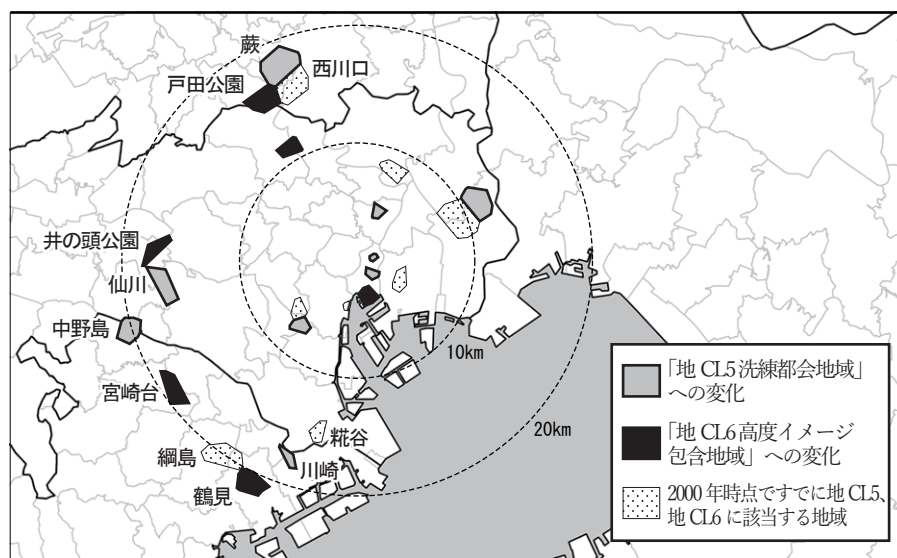 蕨
西川口
戸田公園
井の頭公園
仙川
中野島
宮崎台
綱島
鶴見
糀谷
川崎
10km
20km
「地 CL5 洗練都会地域」
への変化
「地 CL6 高度イメージ
包含地域」への変化
2000 年時点ですでに地 CL5、
地 CL6 に該当する地域